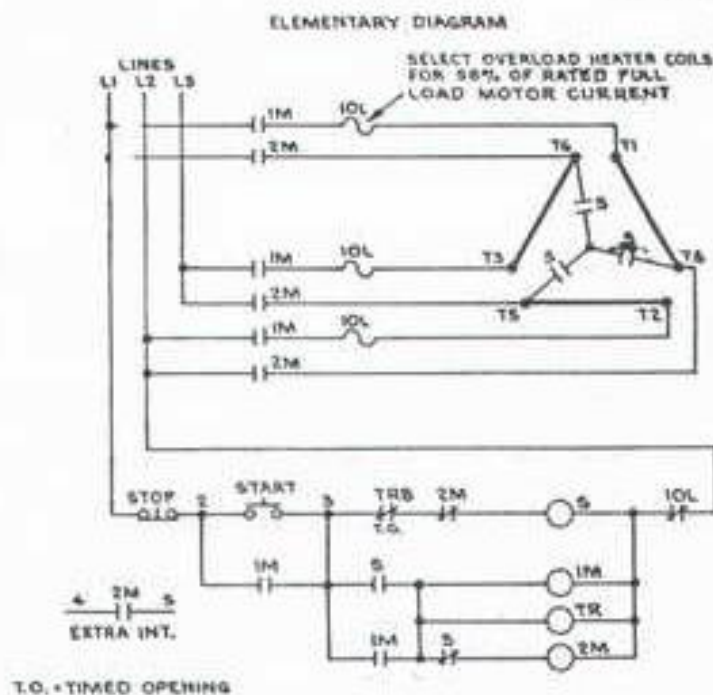 ELEMENTARY DIAGRAM
SELECT OVERLOAD HEATER COILS
FOR 58% OF RATED FULL
LOAD MOTOR CURRENT
LINES
L1 L2 L3
1M 1OL
2M T6 T1
S
S
1M 1OL T3 S
2M T5 T2
1M 1OL
2M
STOP 2 START 3 TRB 2M S 1OL
T.O.
1M S 1M
4 2M 5
EXTRA INT.
TR
1M S 2M
T.O. = TIMED OPENING